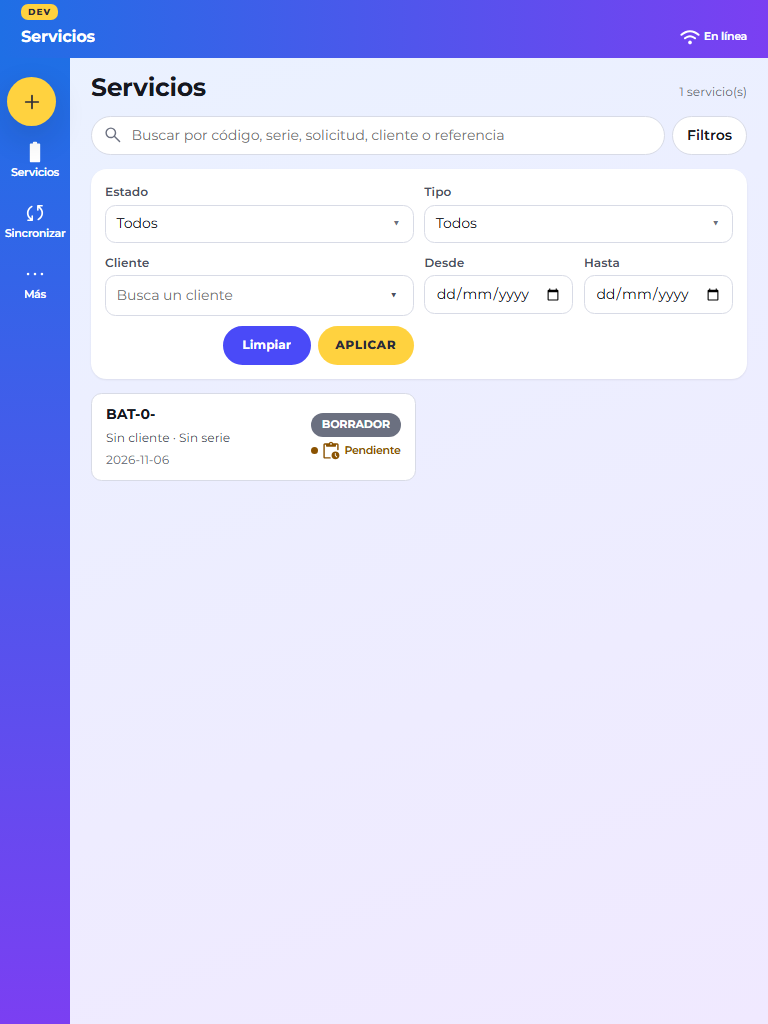 DEV
Servicios
En línea
Servicios
Sincronizar
Más
Servicios
1 servicio(s)
Buscar por código, serie, solicitud, cliente o referencia
Filtros
Estado
Tipo
Todos
Todos
Cliente
Desde
Hasta
Busca un cliente
dd/mm/yyyy
dd/mm/yyyy
Limpiar
APLICAR
BAT-0-
BORRADOR
Sin cliente · Sin serie
Pendiente
2026-11-06